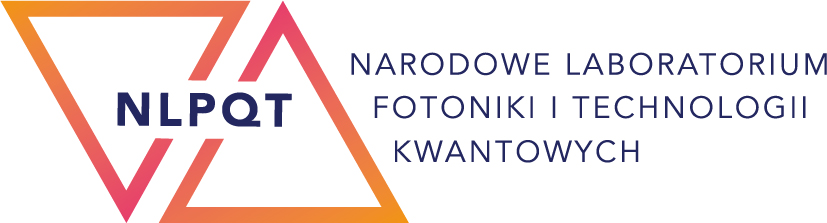 NLPQT
NARODOWE LABORATORIUM
FOTONIKI I TECHNOLOGII
KWANTOWYCH